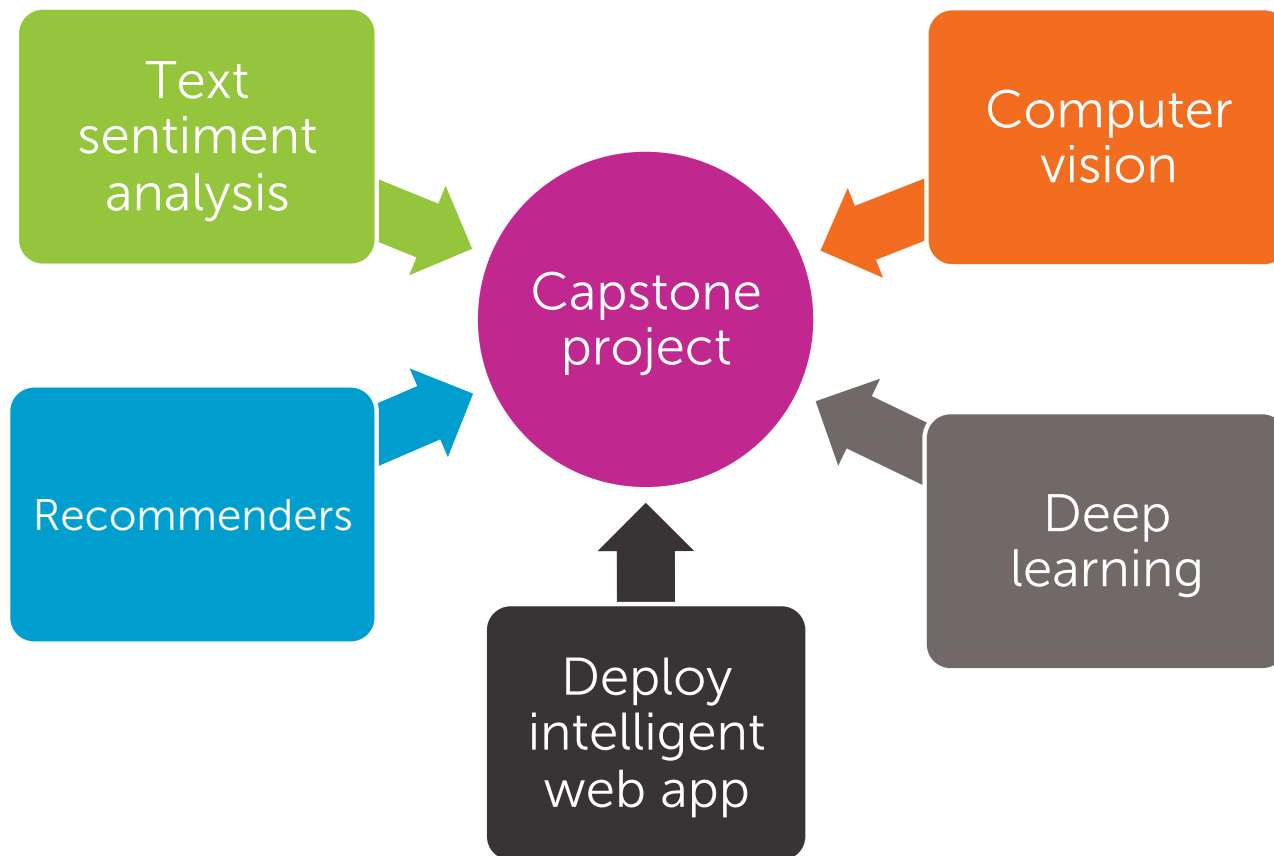 Text
sentiment
analysis
Computer
vision
Capstone
project
Recommenders
Deep
learning
Deploy
intelligent
web app